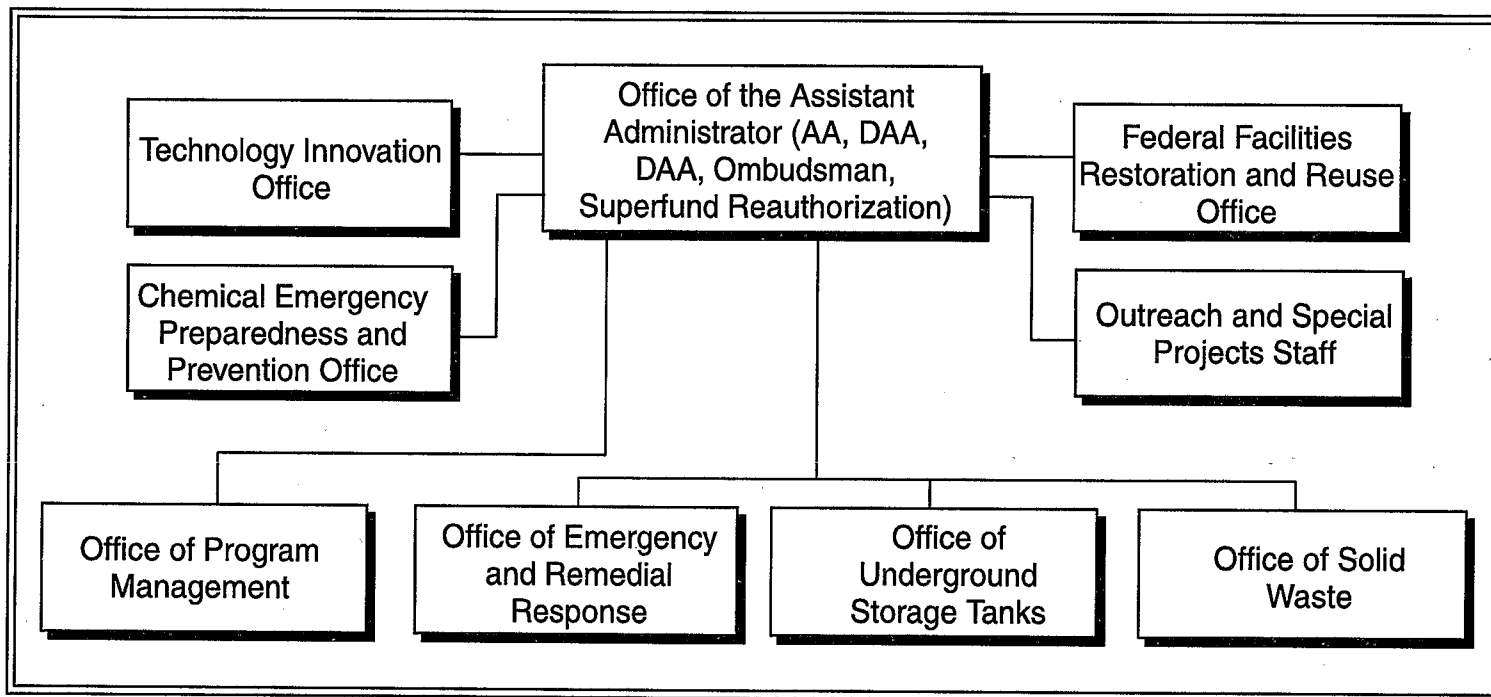 Office of the Assistant
Administrator (AA, DAA,
DAA, Ombudsman,
Superfund Reauthorization)
Technology Innovation
Office
Federal Facilities
Restoration and Reuse
Office
Chemical Emergency
Preparedness and
Prevention Office
Outreach and Special
Projects Staff
Office of Program
Management
Office of Emergency
and Remedial
Response
Office of
Underground
Storage Tanks
Office of Solid
Waste